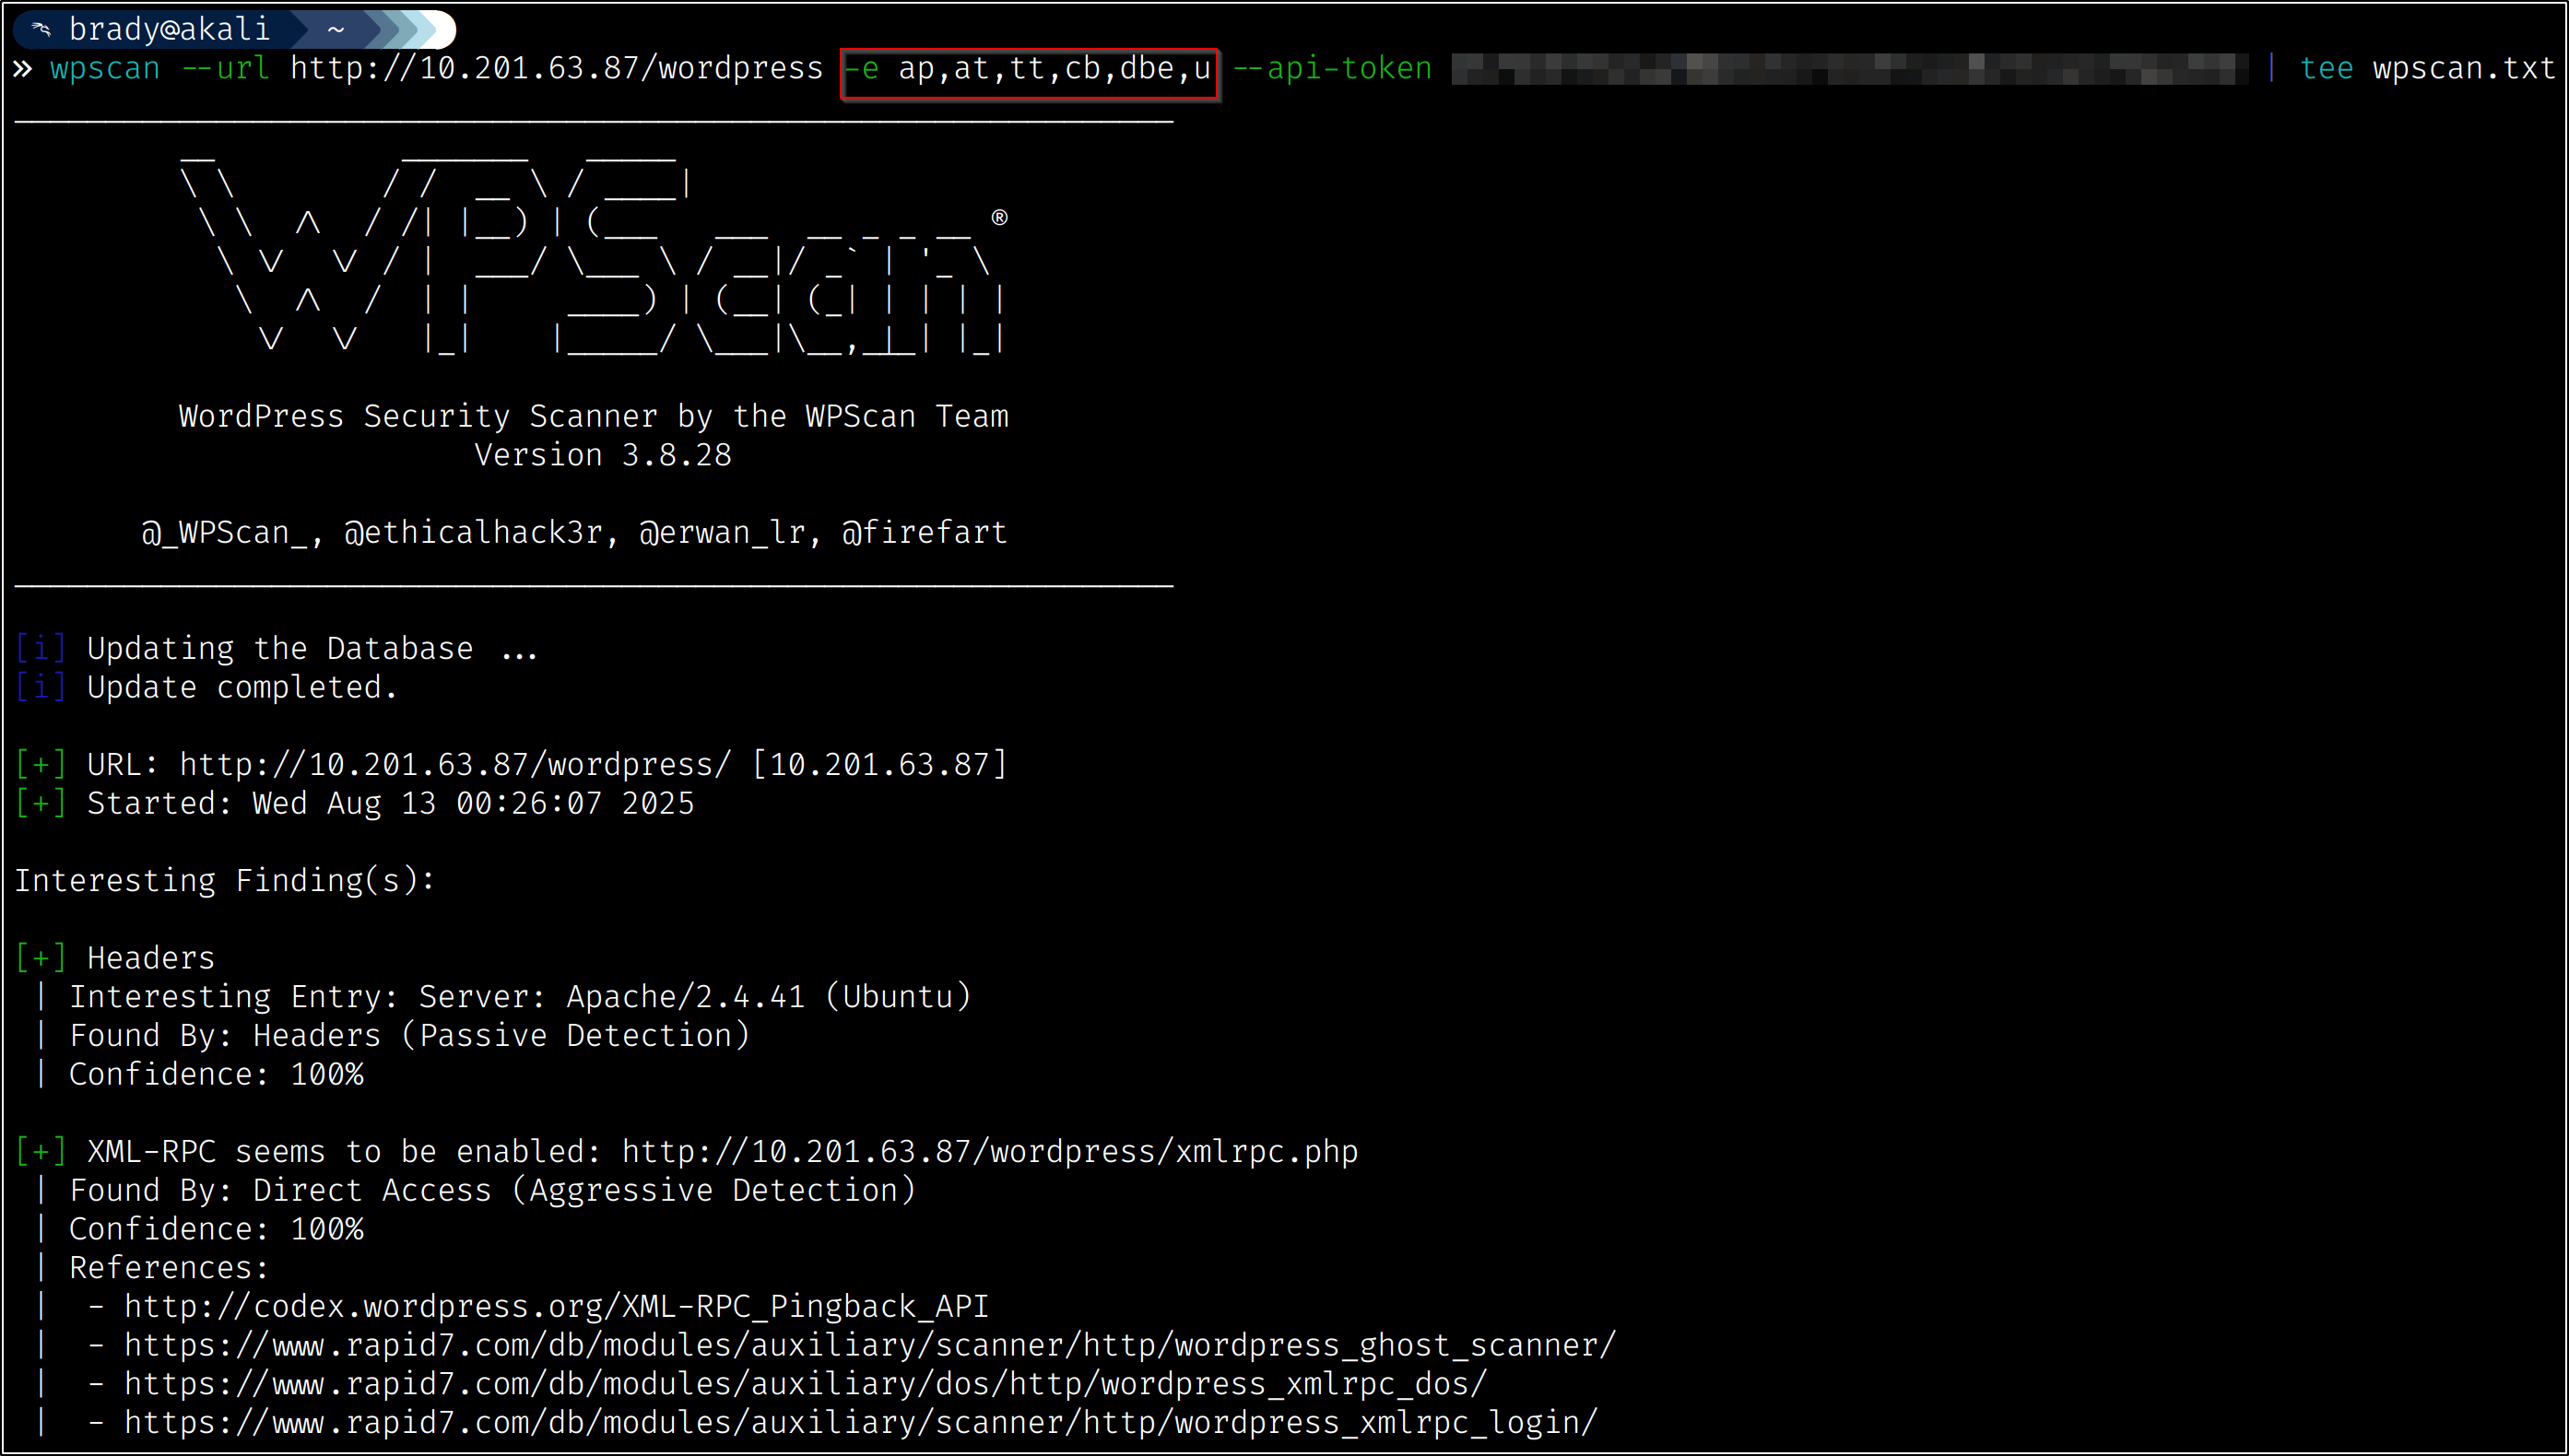 brady@akali ~
» wpscan --url http://10.201.63.87/wordpress -e ap,at,tt,cb,dbe,u --api-token | tee wpscan.txt
WPScan ®
WordPress Security Scanner by the WPScan Team
Version 3.8.28
@_WPScan_, @ethicalhack3r, @erwan_lr, @firefart
[i] Updating the Database ...
[i] Update completed.
[+] URL: http://10.201.63.87/wordpress/ [10.201.63.87]
[+] Started: Wed Aug 13 00:26:07 2025
Interesting Finding(s):
[+] Headers
| Interesting Entry: Server: Apache/2.4.41 (Ubuntu)
| Found By: Headers (Passive Detection)
| Confidence: 100%
[+] XML-RPC seems to be enabled: http://10.201.63.87/wordpress/xmlrpc.php
| Found By: Direct Access (Aggressive Detection)
| Confidence: 100%
| References:
| - http://codex.wordpress.org/XML-RPC_Pingback_API
| - https://www.rapid7.com/db/modules/auxiliary/scanner/http/wordpress_ghost_scanner/
| - https://www.rapid7.com/db/modules/auxiliary/dos/http/wordpress_xmlrpc_dos/
| - https://www.rapid7.com/db/modules/auxiliary/scanner/http/wordpress_xmlrpc_login/